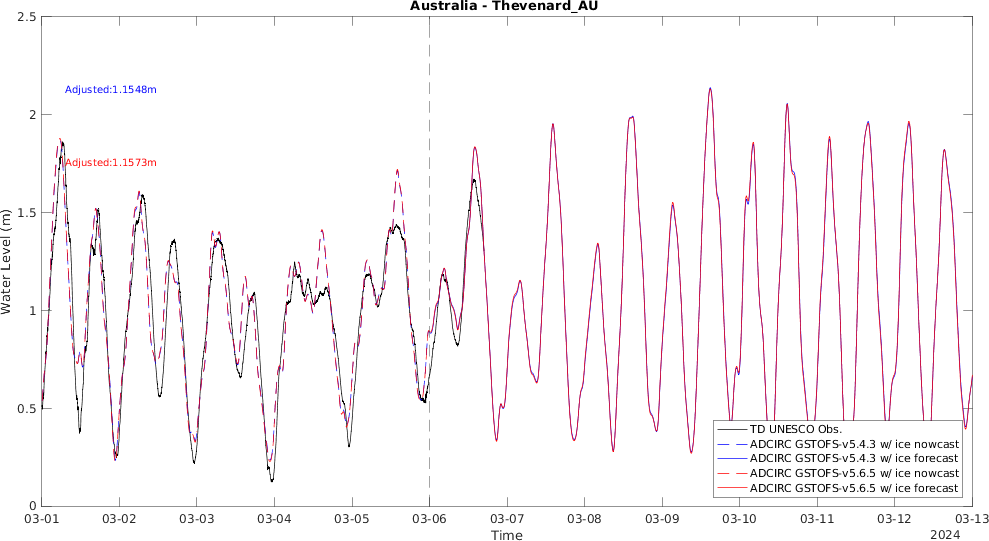 Australia - Thevenard_AU
2.5
2
1.5
1
0.5
0
Water Level (m)
Adjusted:1.1548m
Adjusted:1.1573m
TD UNESCO Obs.
ADCIRC GSTOFS-v5.4.3 w/ ice nowcast
ADCIRC GSTOFS-v5.4.3 w/ ice forecast
ADCIRC GSTOFS-v5.6.5 w/ ice nowcast
ADCIRC GSTOFS-v5.6.5 w/ ice forecast
03-01 03-02 03-03 03-04 03-05 03-06 03-07 03-08 03-09 03-10 03-11 03-12 03-13
Time
2024